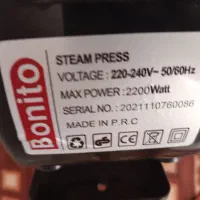 Bonito
STEAM PRESS
VOLTAGE : 220-240V~ 50/60Hz
MAX POWER : 2200Watt
SERIAL NO. : 2021110760086
MADE IN P.R.C